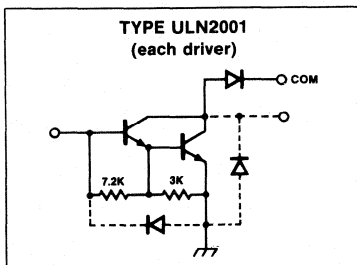 TYPE ULN2001
(each driver)
COM
7.2K
3K